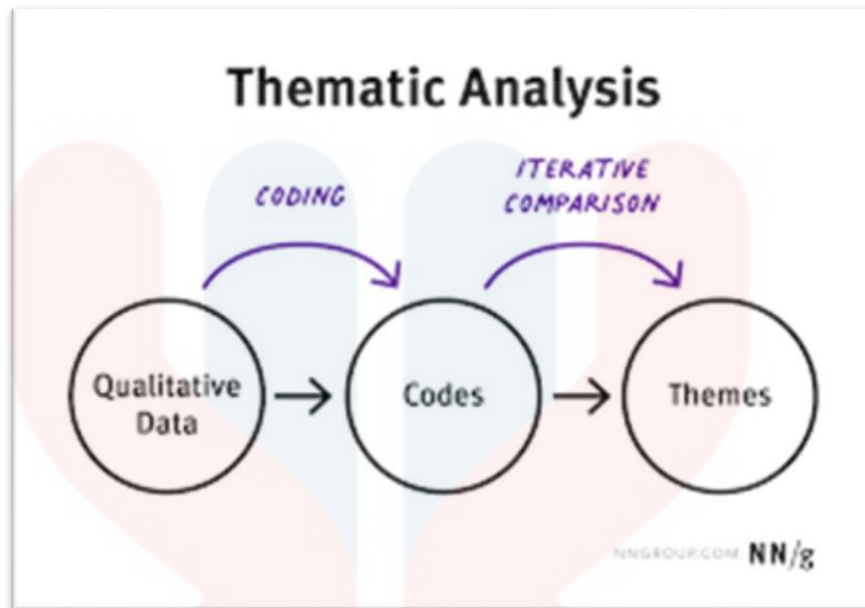 Thematic Analysis
CODING
ITERATIVE
COMPARISON
Qualitative
Data
Codes
Themes
NNGROUP.COM NN/g